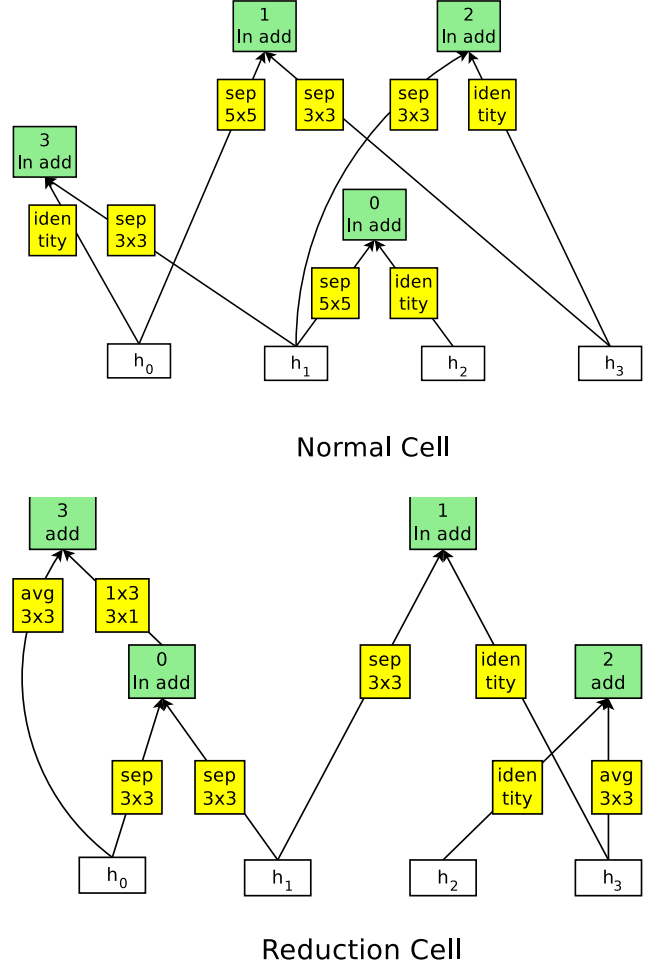 1
In add
2
In add
sep
5x5
sep
3x3
sep
3x3
iden
tity
3
In add
iden
tity
sep
3x3
0
In add
sep
5x5
iden
tity
h0
h1
h2
h3
Normal Cell
3
add
1
In add
avg
3x3
1x3
3x1
0
In add
sep
3x3
iden
tity
2
add
sep
3x3
sep
3x3
iden
tity
avg
3x3
h0
h1
h2
h3
Reduction Cell